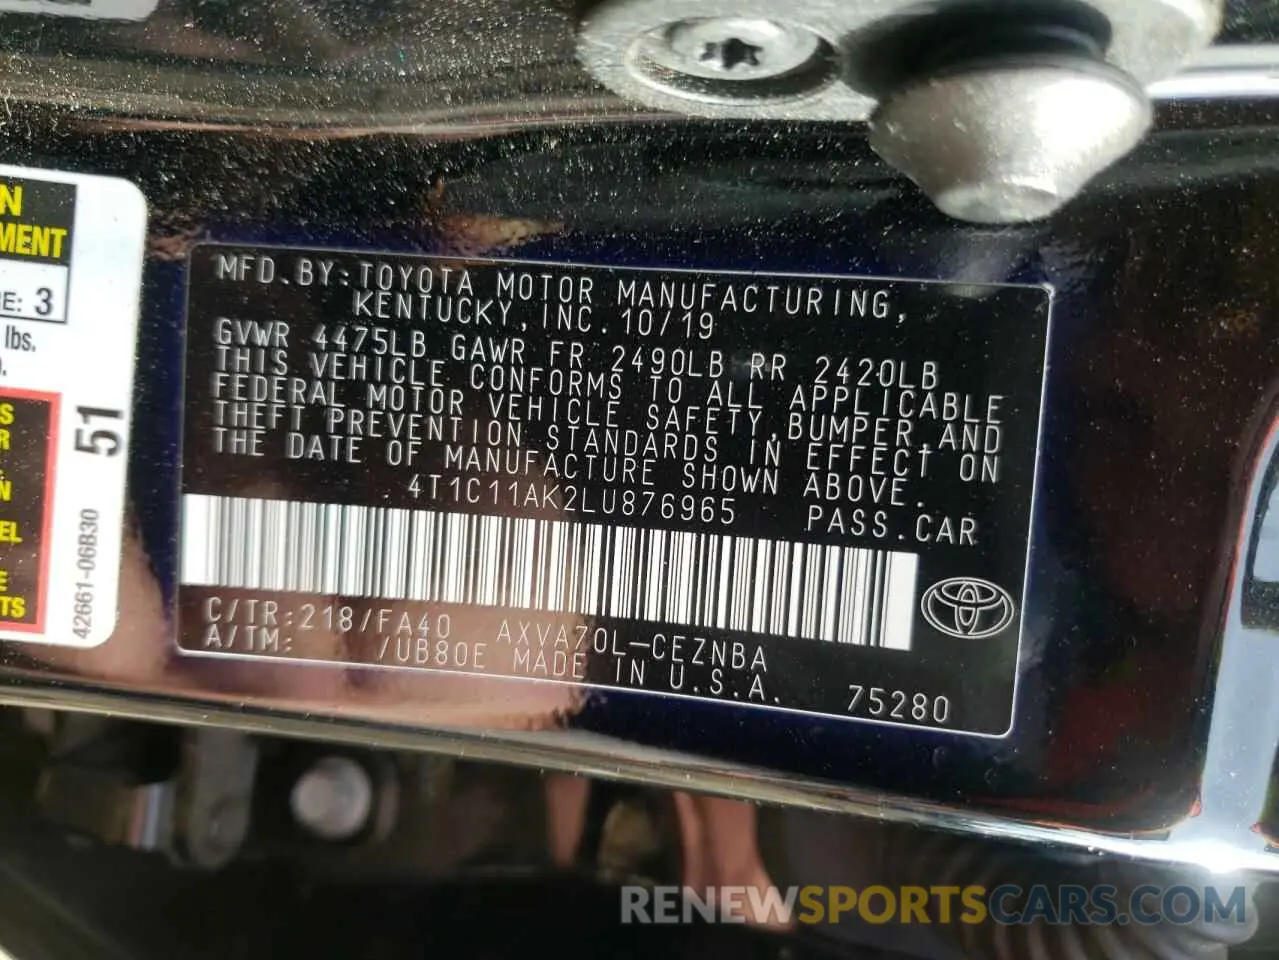 N
MENT
RE: 3
lbs.
51
S
R
N
EL
E
TS
42661-06B30
MFD.BY:TOYOTA MOTOR MANUFACTURING,
KENTUCKY,INC.10/19
GVWR 4475LB GAWR FR 2490LB RR 2420LB
THIS VEHICLE CONFORMS TO ALL APPLICABLE
FEDERAL MOTOR VEHICLE SAFETY,BUMPER,AND
THEFT PREVENTION STANDARDS IN EFFECT ON
THE DATE OF MANUFACTURE SHOWN ABOVE.
4T1C11AK2LU876965 PASS.CAR
C/TR:218/FA40 AXVA70L-CEZNBA
A/TM: /UB80E MADE IN U.S.A. 75280
RENEWSPORTSCARS.COM